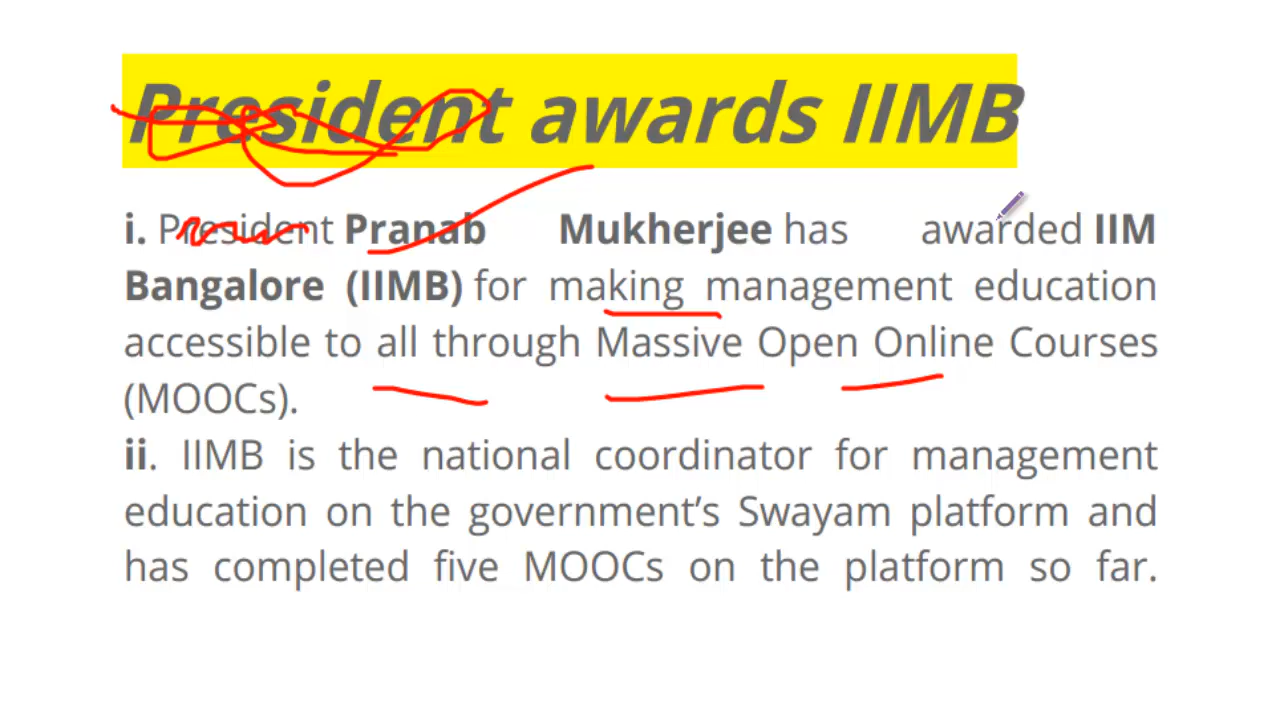 President awards IIMB
i. President Pranab Mukherjee has awarded IIM
Bangalore (IIMB) for making management education
accessible to all through Massive Open Online Courses
(MOOCs).
ii. IIMB is the national coordinator for management
education on the government’s Swayam platform and
has completed five MOOCs on the platform so far.